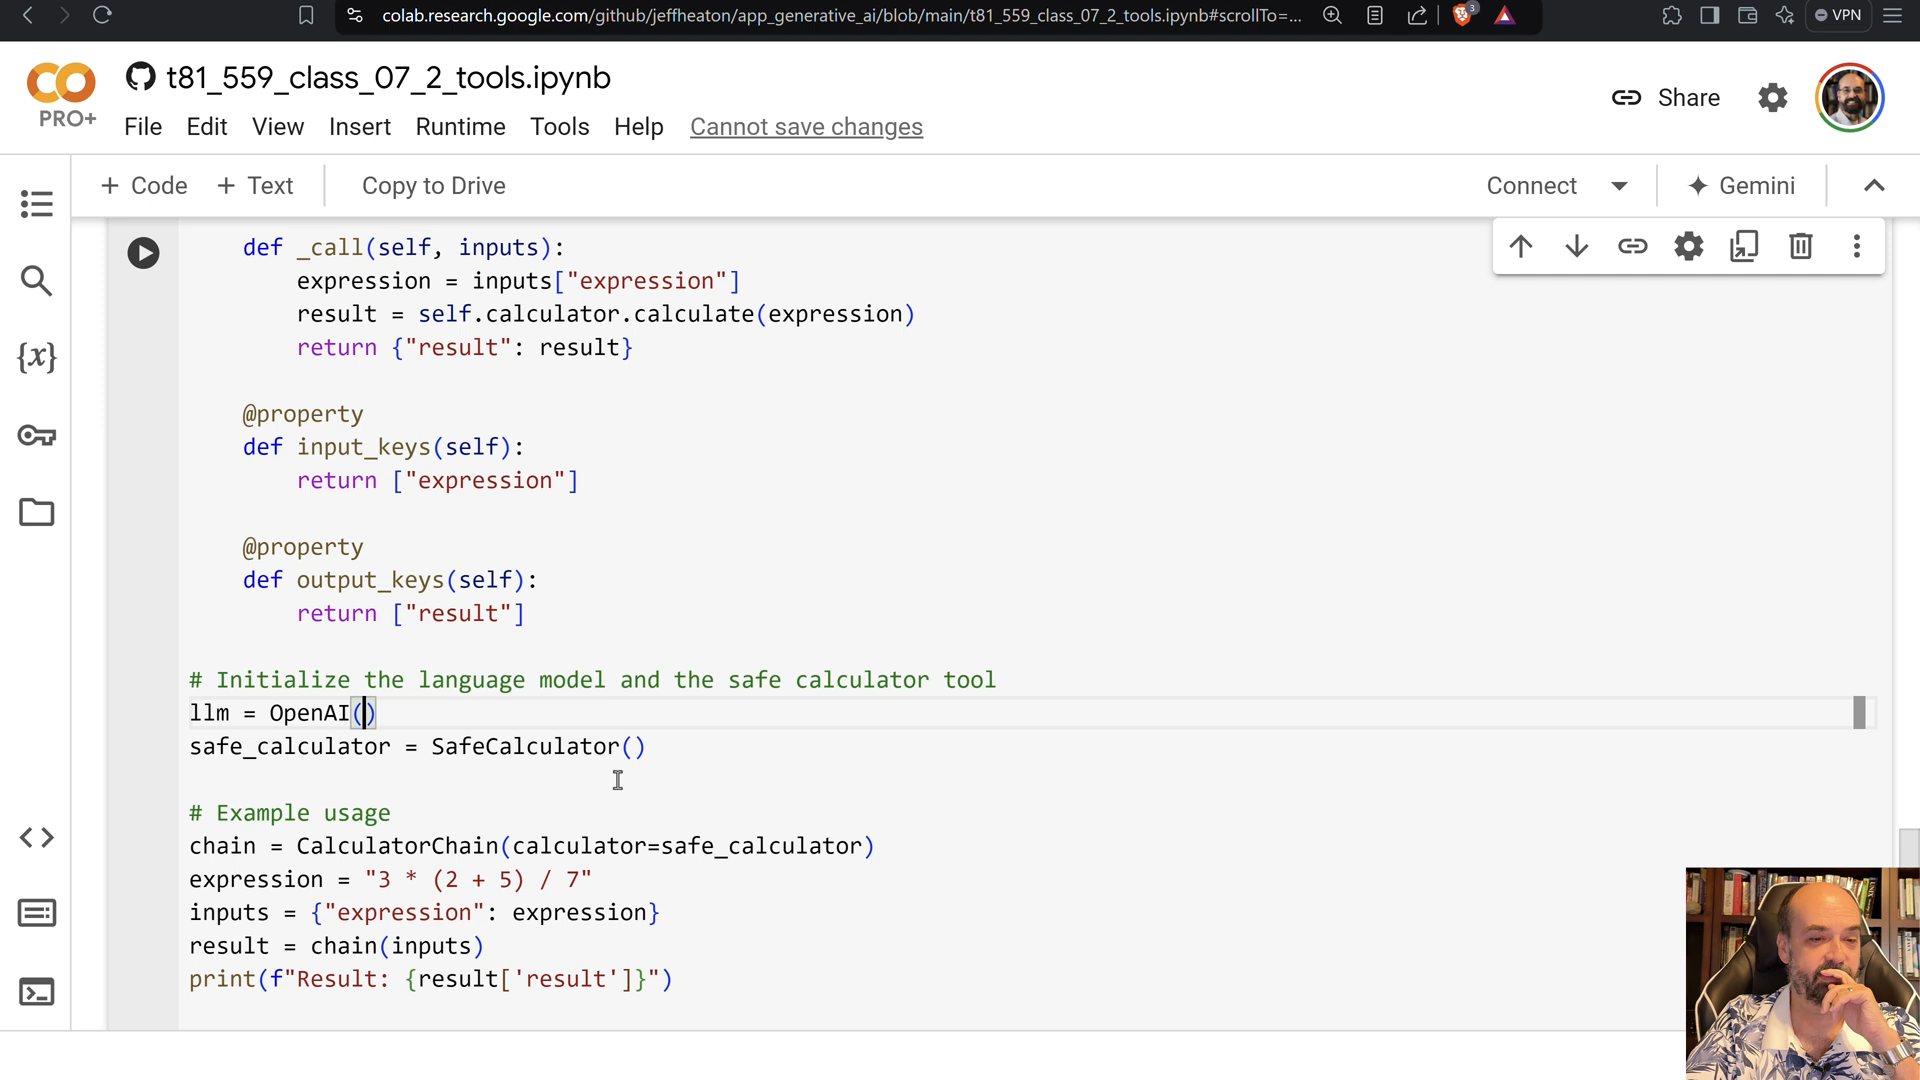 colab.research.google.com/github/jeffheaton/app_generative_ai/blob/main/t81_559_class_07_2_tools.ipynb#scrollTo=...
3
VPN
PRO+
t81_559_class_07_2_tools.ipynb
File Edit View Insert Runtime Tools Help Cannot save changes
Share
+ Code + Text Copy to Drive
Connect
Gemini
def _call(self, inputs):
expression = inputs["expression"]
result = self.calculator.calculate(expression)
return {"result": result}
@property
def input_keys(self):
return ["expression"]
@property
def output_keys(self):
return ["result"]
# Initialize the language model and the safe calculator tool
llm = OpenAI()
safe_calculator = SafeCalculator()
# Example usage
chain = CalculatorChain(calculator=safe_calculator)
expression = "3 * (2 + 5) / 7"
inputs = {"expression": expression}
result = chain(inputs)
print(f"Result: {result['result']}")
{x}